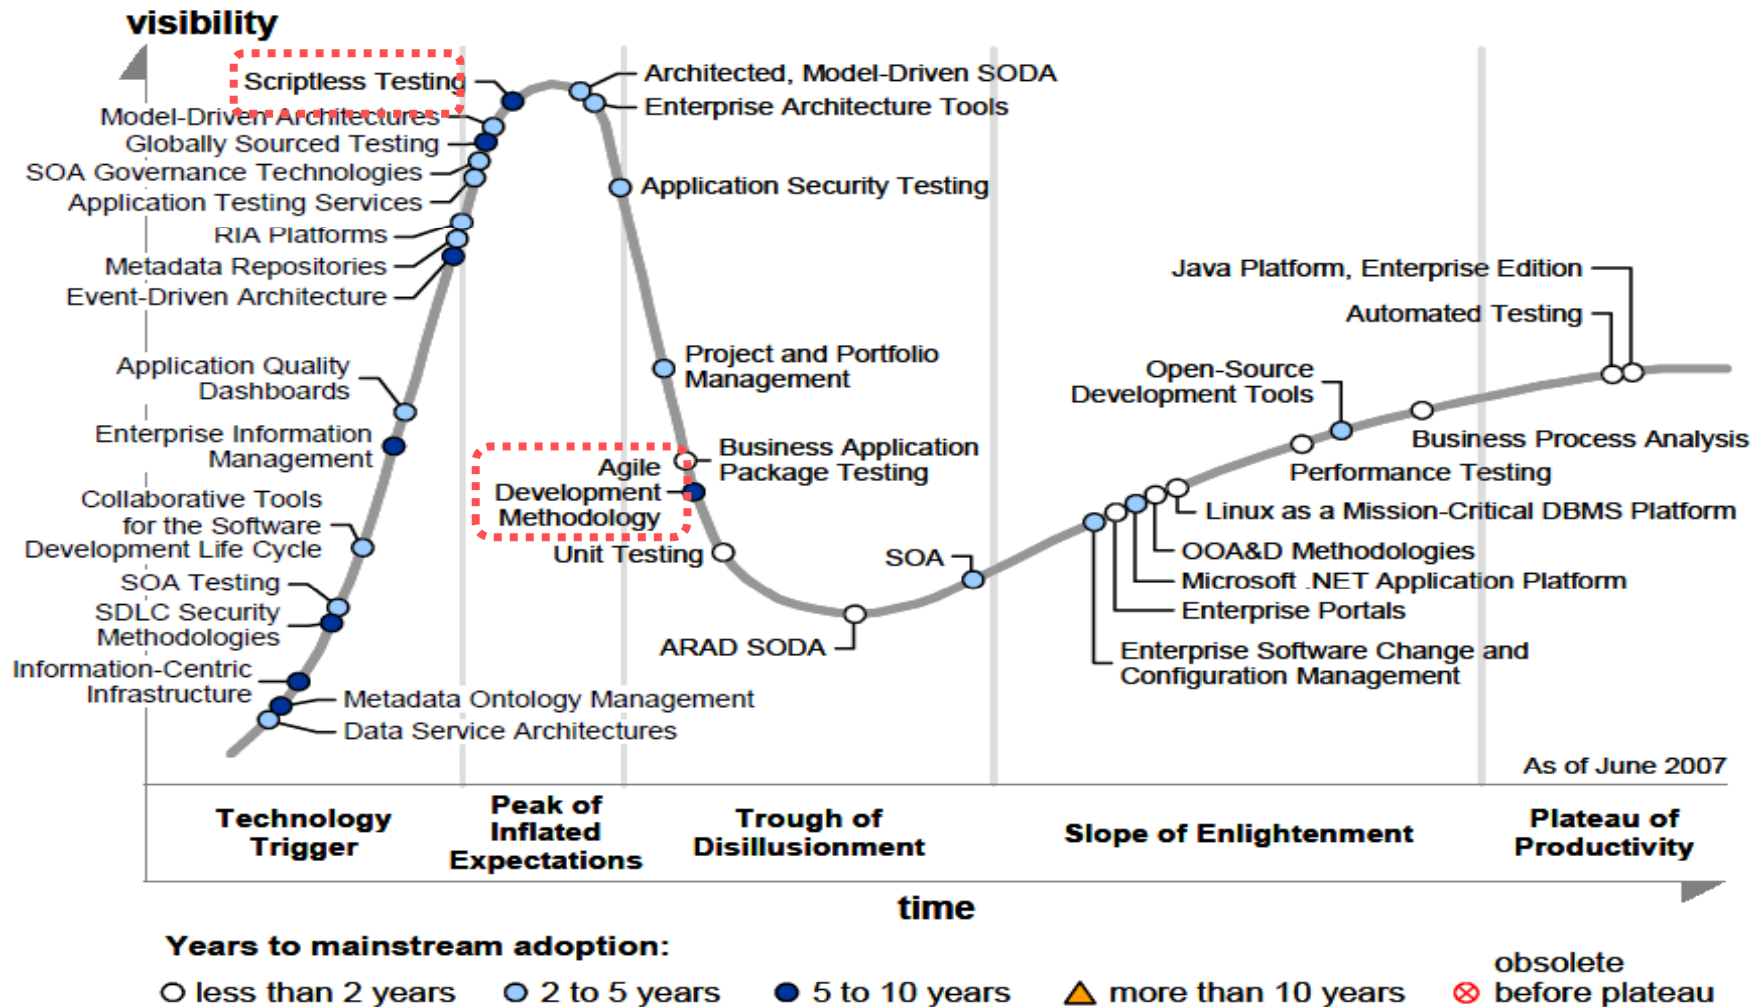 visibility
Scriptless Testing
Model-Driven Architectures
Globally Sourced Testing
SOA Governance Technologies
Application Testing Services
RIA Platforms
Metadata Repositories
Event-Driven Architecture
Application Quality
Dashboards
Enterprise Information
Management
Collaborative Tools
for the Software
Development Life Cycle
SOA Testing
SDLC Security
Methodologies
Information-Centric
Infrastructure
Metadata Ontology Management
Data Service Architectures
Architected, Model-Driven SODA
Enterprise Architecture Tools
Application Security Testing
Project and Portfolio
Management
Business Application
Package Testing
Agile
Development
Methodology
Unit Testing
ARAD SODA
SOA
Java Platform, Enterprise Edition
Automated Testing
Open-Source
Development Tools
Business Process Analysis
Performance Testing
Linux as a Mission-Critical DBMS Platform
OOA&D Methodologies
Microsoft .NET Application Platform
Enterprise Portals
Enterprise Software Change and
Configuration Management
As of June 2007
Technology
Trigger
Peak of
Inflated
Expectations
Trough of
Disillusionment
Slope of Enlightenment
Plateau of
Productivity
time
Years to mainstream adoption:
less than 2 years
2 to 5 years
5 to 10 years
more than 10 years
obsolete
before plateau